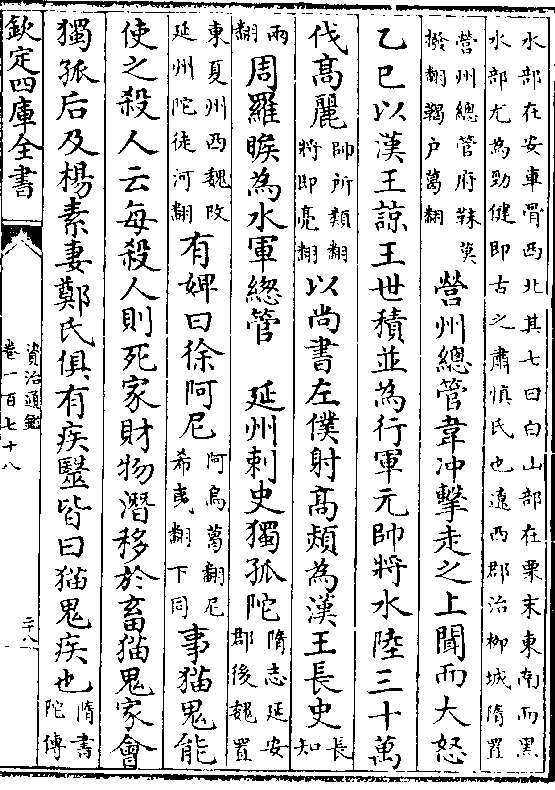 水部在安車骨西北其七曰白山部在栗末東南而黑
水部尤為勁健即古之肅慎氏也遼西郡治柳城隋置
營州總管府靺莫
撥翻鞨户葛翻
營州總管韋冲擊走之上聞而大怒
乙巳以漢王諒王世積並為行軍元帥將水陸三十萬
伐高麗
帥所類翻
將即亮翻
以尚書左僕射高熲為漢王長史
長
知
兩
翻
周羅睺為水軍總管
延州刺史獨孤陀
隋志延安
郡後魏置
東夏州西魏改
延州陀徒河翻
有婢曰徐阿尼
阿烏葛翻尼
希夷翻下同
事猫鬼能
使之殺人云每殺人則死家財物潛移於畜猫鬼家會
獨孤后及楊素妻鄭氏俱有疾醫皆曰猫鬼疾也
隋書
陀傳
欽定四庫全書
資治通鑑
卷一百七十八
三八